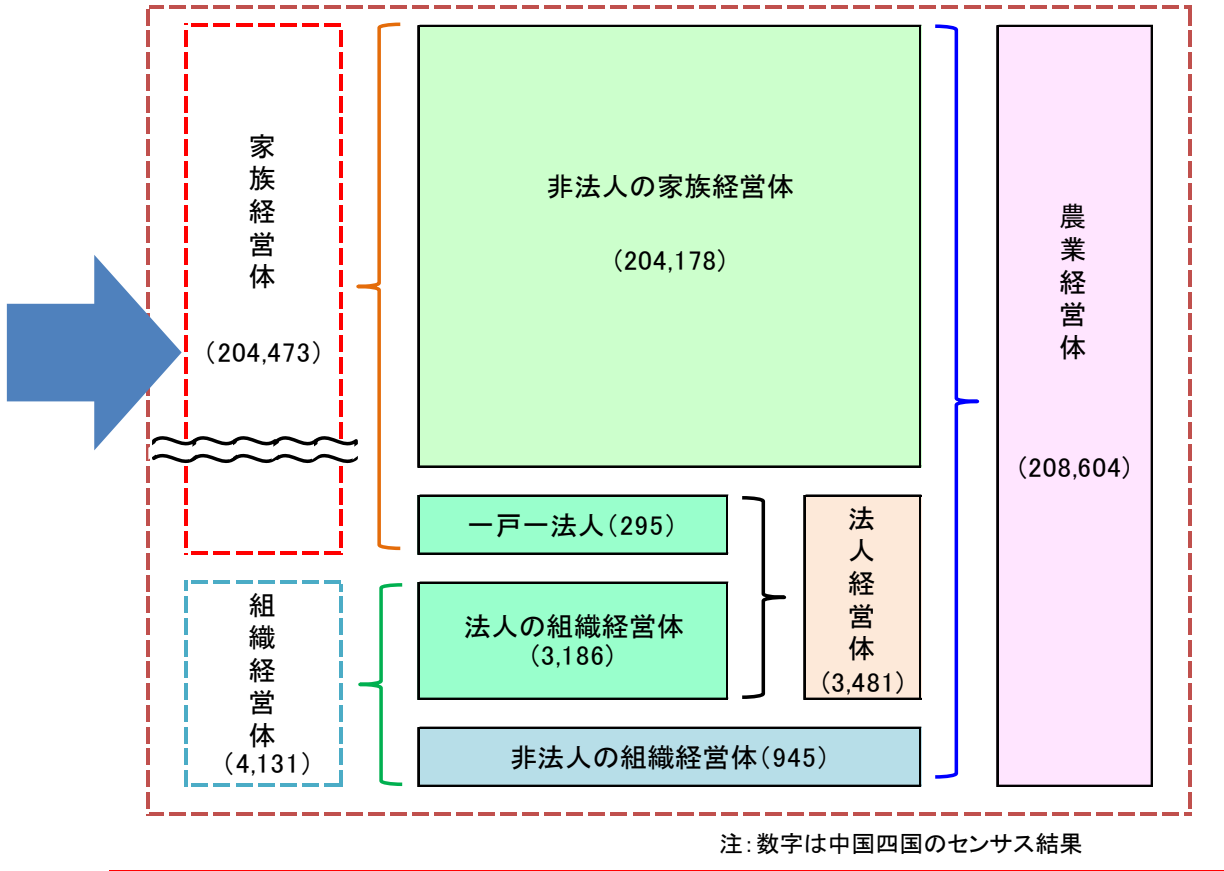 家族経営体
（204,473）
非法人の家族経営体
（204,178）
一戸一法人（295）
組織経営体
（4,131）
法人の組織経営体
（3,186）
非法人の組織経営体（945）
法人経営体
（3,481）
農業経営体
（208,604）
注：数字は中国四国のセンサス結果